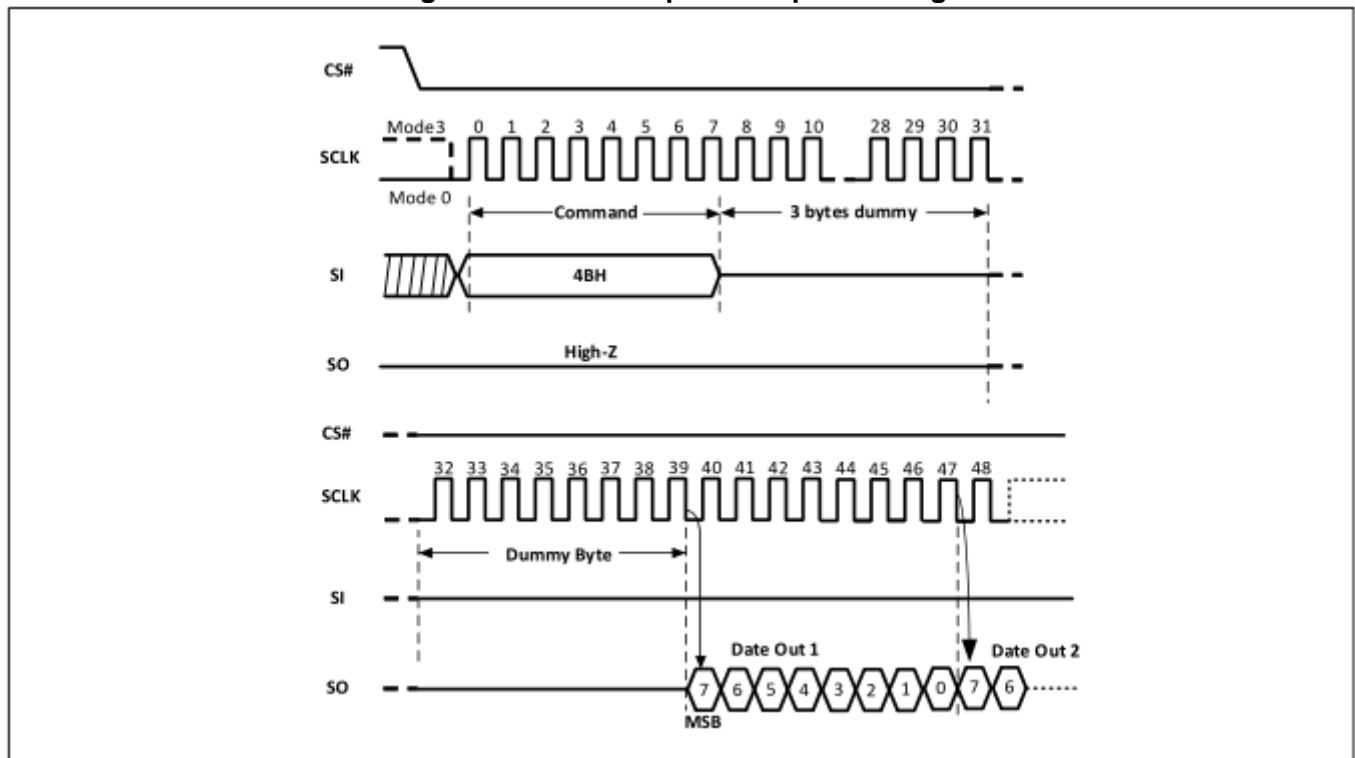 CS#
Mode3 0 1 2 3 4 5 6 7 8 9 10 28 29 30 31
SCLK
Mode 0
Command 3 bytes dummy
SI 4BH
High-Z
SO
CS#
32 33 34 35 36 37 38 39 40 41 42 43 44 45 46 47 48
SCLK
Dummy Byte
SI
Date Out 1 Date Out 2
SO 7 6 5 4 3 2 1 0 7 6
MSB